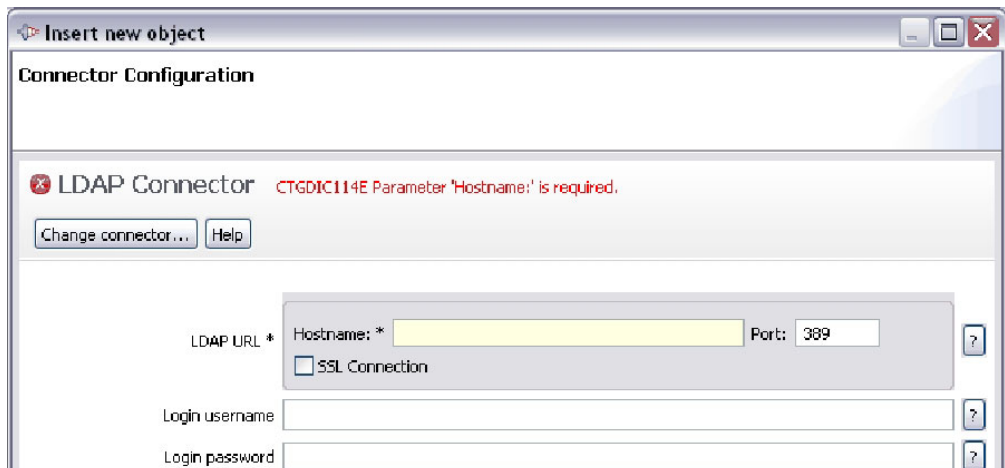 Insert new object
Connector Configuration
LDAP Connector CTGDIC114E Parameter 'Hostname:' is required.
Change connector... Help
LDAP URL * Hostname: * Port: 389 ?
SSL Connection
Login username ?
Login password ?